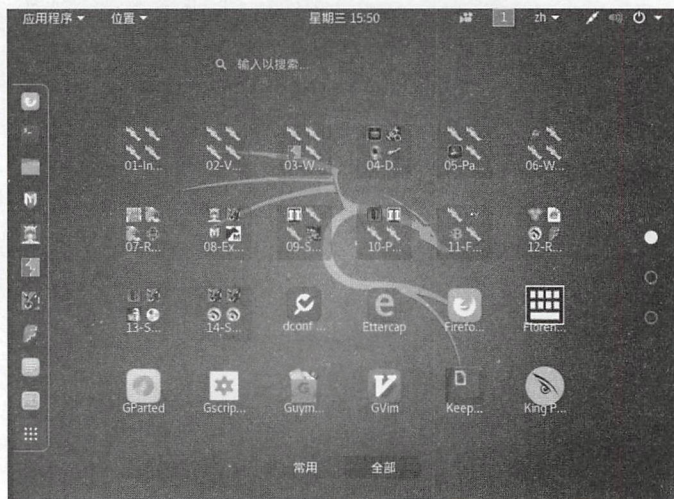 应用程序 位置 星期三 15:50 1 zh
输入以搜索...
01-In... 02-V... 03-W... 04-D... 05-Pa... 06-W...
07-R... 08-Ex... 09-S... 10-P... 11-F... 12-R...
13-S... 14-S... dconf ... Ettercap Firefo... Floren...
GParted Gscrip... Guym... GVim Keep... King P...
常用 全部